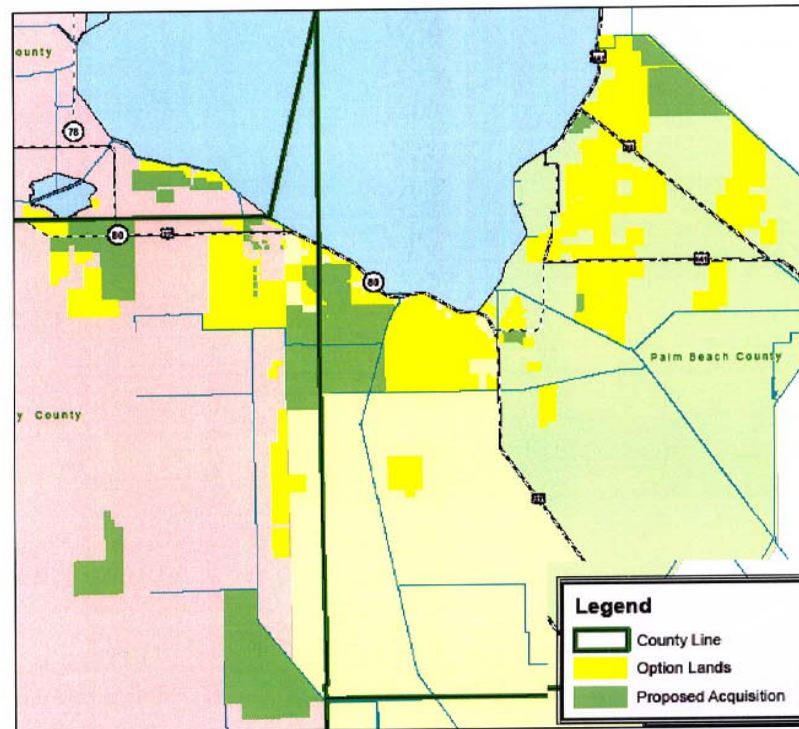 ounty
78
80
80
Palm Beach County
y County
Legend
County Line
Option Lands
Proposed Acquisition